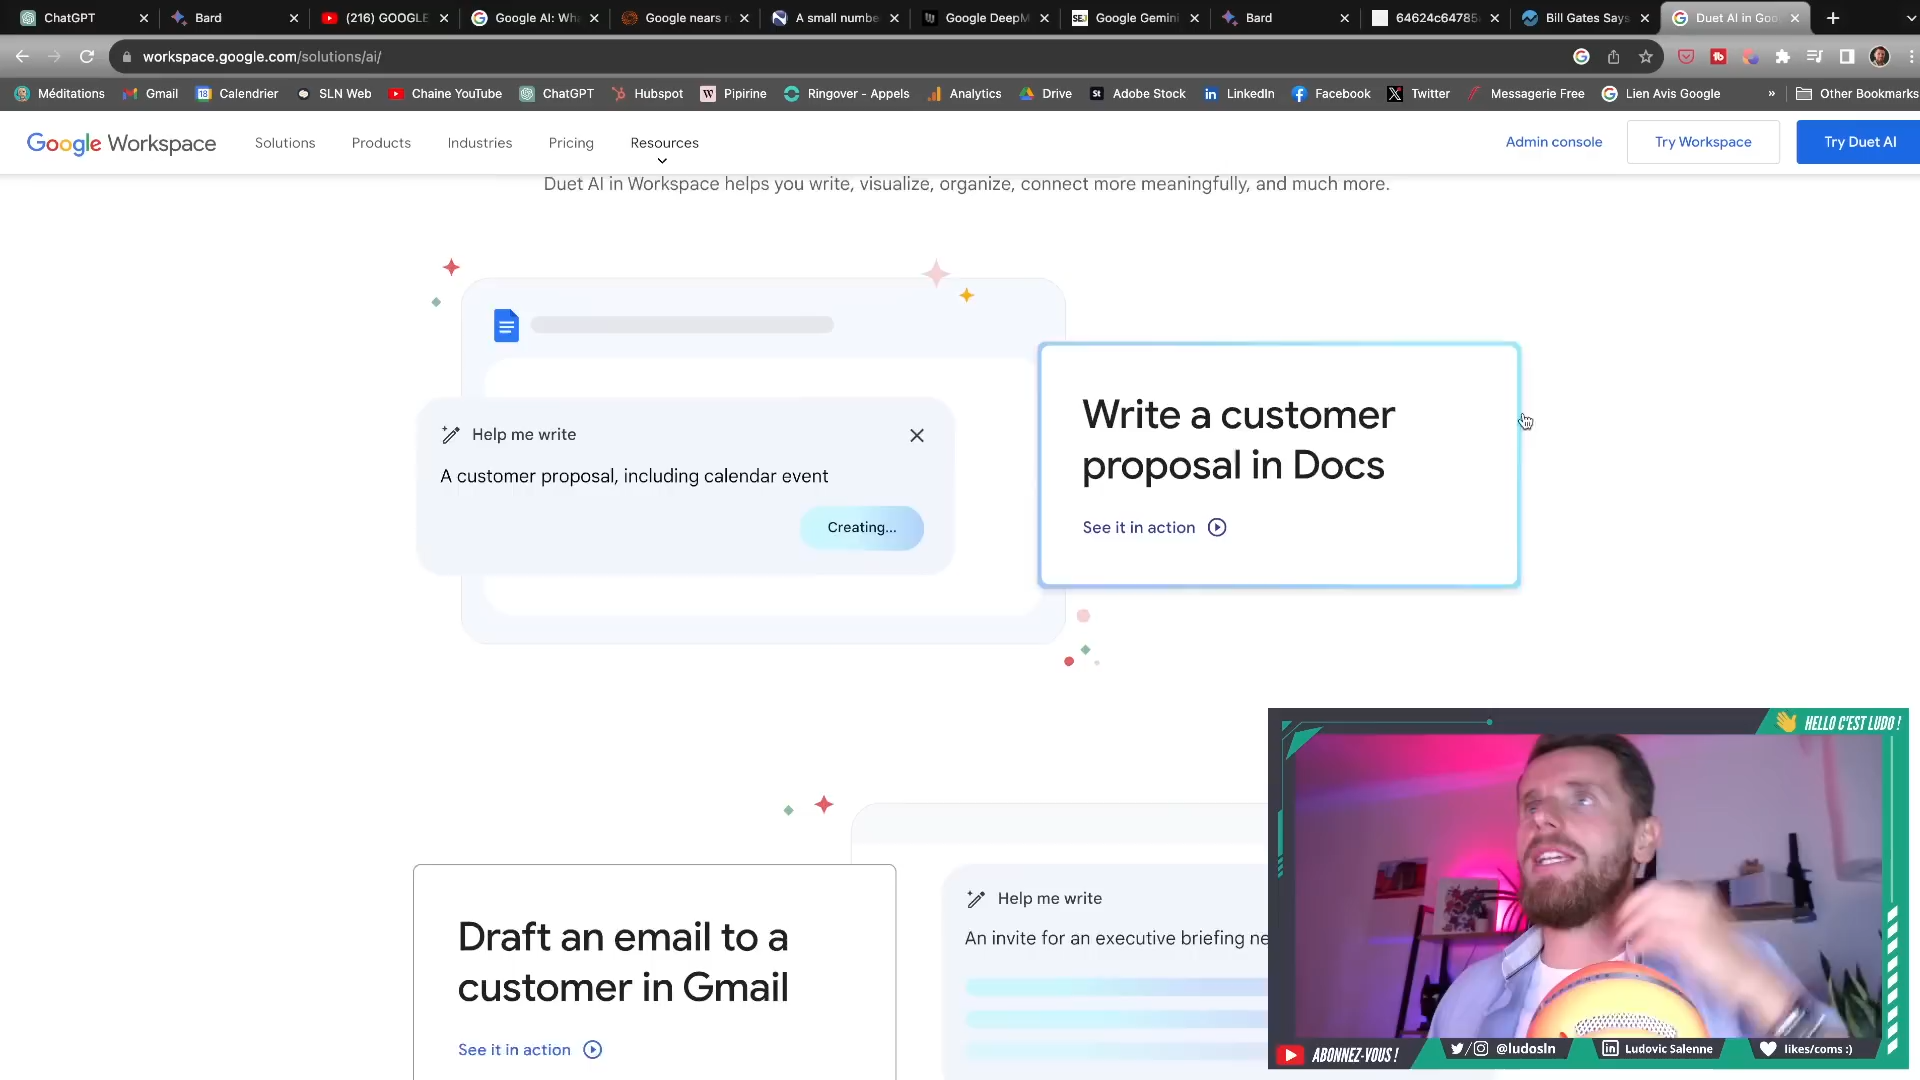 ChatGPT
Bard
(216) GOOGLE
Google AI: Wh
Google nears
A small numbe
Google DeepM
Google Gemini
Bard
64624c64785
Bill Gates Says
Duet AI in Goo
workspace.google.com/solutions/ai/
Méditations
Gmail
Calendrier
SLN Web
Chaine YouTube
ChatGPT
Hubspot
Pipirine
Ringover - Appels
Analytics
Drive
Adobe Stock
LinkedIn
Facebook
Twitter
Messagerie Free
Lien Avis Google
»
Other Bookmarks
Google Workspace
Solutions
Products
Industries
Pricing
Resources
Admin console
Try Workspace
Try Duet AI
Duet AI in Workspace helps you write, visualize, organize, connect more meaningfully, and much more.
Help me write
A customer proposal, including calendar event
Creating...
Write a customer
proposal in Docs
See it in action
Draft an email to a
customer in Gmail
See it in action
Help me write
An invite for an executive briefing ne
HELLO C'EST LUDO !
ABONNEZ-VOUS !
@ludosln
Ludovic Salenne
likes/coms :)